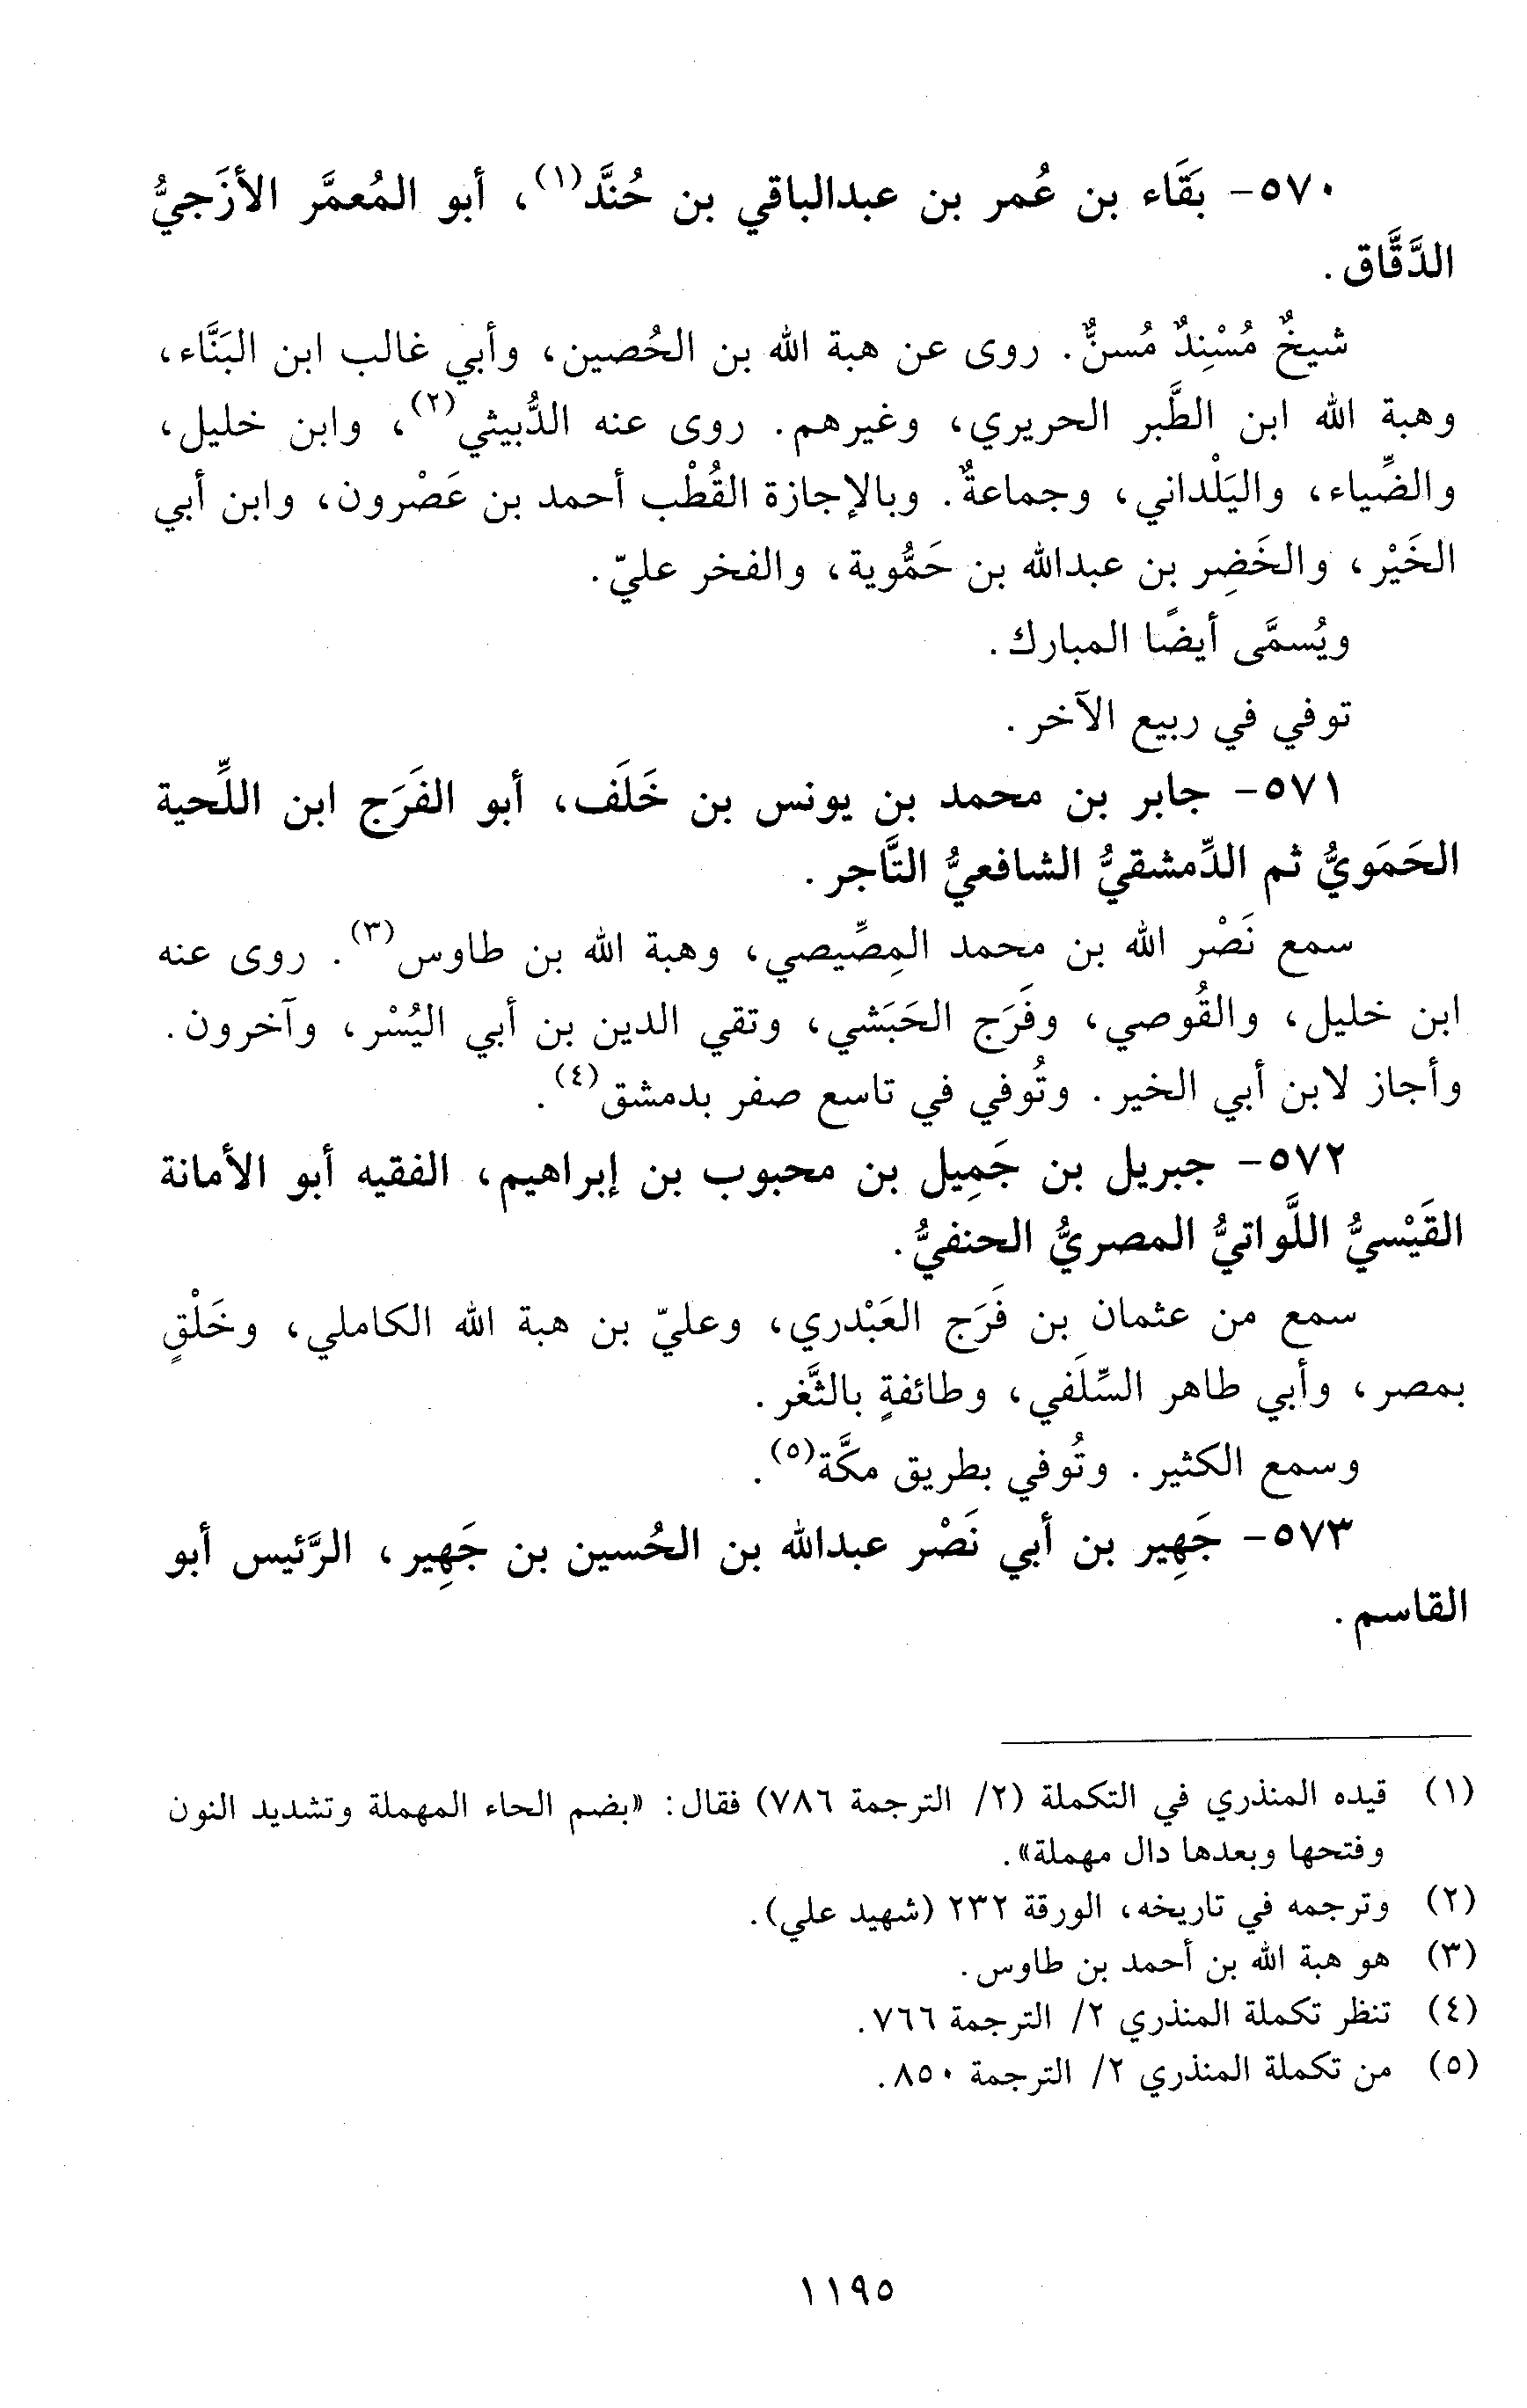 ٥٧٠- بَقَاء بن عُمر بن عبدالباقي بن حُنَّد(١)، أبو المُعمَّر الأزَجيُّ
الدَّقَّاق.
شيخٌ مُسْنِدٌ مُسنٌّ. روى عن هبة الله بن الحُصين، وأبي غالب ابن البَنَّاء،
وهبة الله ابن الطَّبر الحريري، وغيرهم. روى عنه الدُّبيثي(٢)، وابن خليل،
والضِّياء، واليَلْداني، وجماعةٌ. وبالإجازة القُطْب أحمد بن عَصْرون، وابن أبي
الخَيْر، والخَضِر بن عبدالله بن حَمُّوية، والفخر عليّ.
ويُسمَّى أيضًا المبارك.
توفي في ربيع الآخر.
٥٧١- جابر بن محمد بن يونس بن خَلَف، أبو الفَرَج ابن اللِّحية
الحَمَويُّ ثم الدِّمشقيُّ الشافعيُّ التَّاجر.
سمع نَصْر الله بن محمد المِصِّيصي، وهبة الله بن طاوس(٣). روى عنه
ابن خليل، والقُوصي، وفَرَج الحَبَشي، وتقي الدين بن أبي اليُسْر، وآخرون.
وأجاز لابن أبي الخير. وتُوفي في تاسع صفر بدمشق(٤).
٥٧٢- جبريل بن جَمِيل بن محبوب بن إبراهيم، الفقيه أبو الأمانة
القَيْسيُّ اللَّواتيُّ المصريُّ الحنفيُّ.
سمع من عثمان بن فَرَج العَبْدري، وعليّ بن هبة الله الكاملي، وخَلْقٍ
بمصر، وأبي طاهر السِّلَفي، وطائفةٍ بالثَّغر.
وسمع الكثير. وتُوفي بطريق مكَّة(٥).
٥٧٣- جَهِير بن أبي نَصْر عبدالله بن الحُسين بن جَهِير، الرَّئيس أبو
القاسم.
(١) قيده المنذري في التكملة (٢/ الترجمة ٧٨٦) فقال: «بضم الحاء المهملة وتشديد النون
وفتحها وبعدها دال مهملة».
(٢) وترجمه في تاريخه، الورقة ٢٣٢ (شهيد علي).
(٣) هو هبة الله بن أحمد بن طاوس.
(٤) تنظر تكملة المنذري ٢/ الترجمة ٧٦٦.
(٥) من تكملة المنذري ٢/ الترجمة ٨٥٠.
١١٩٥